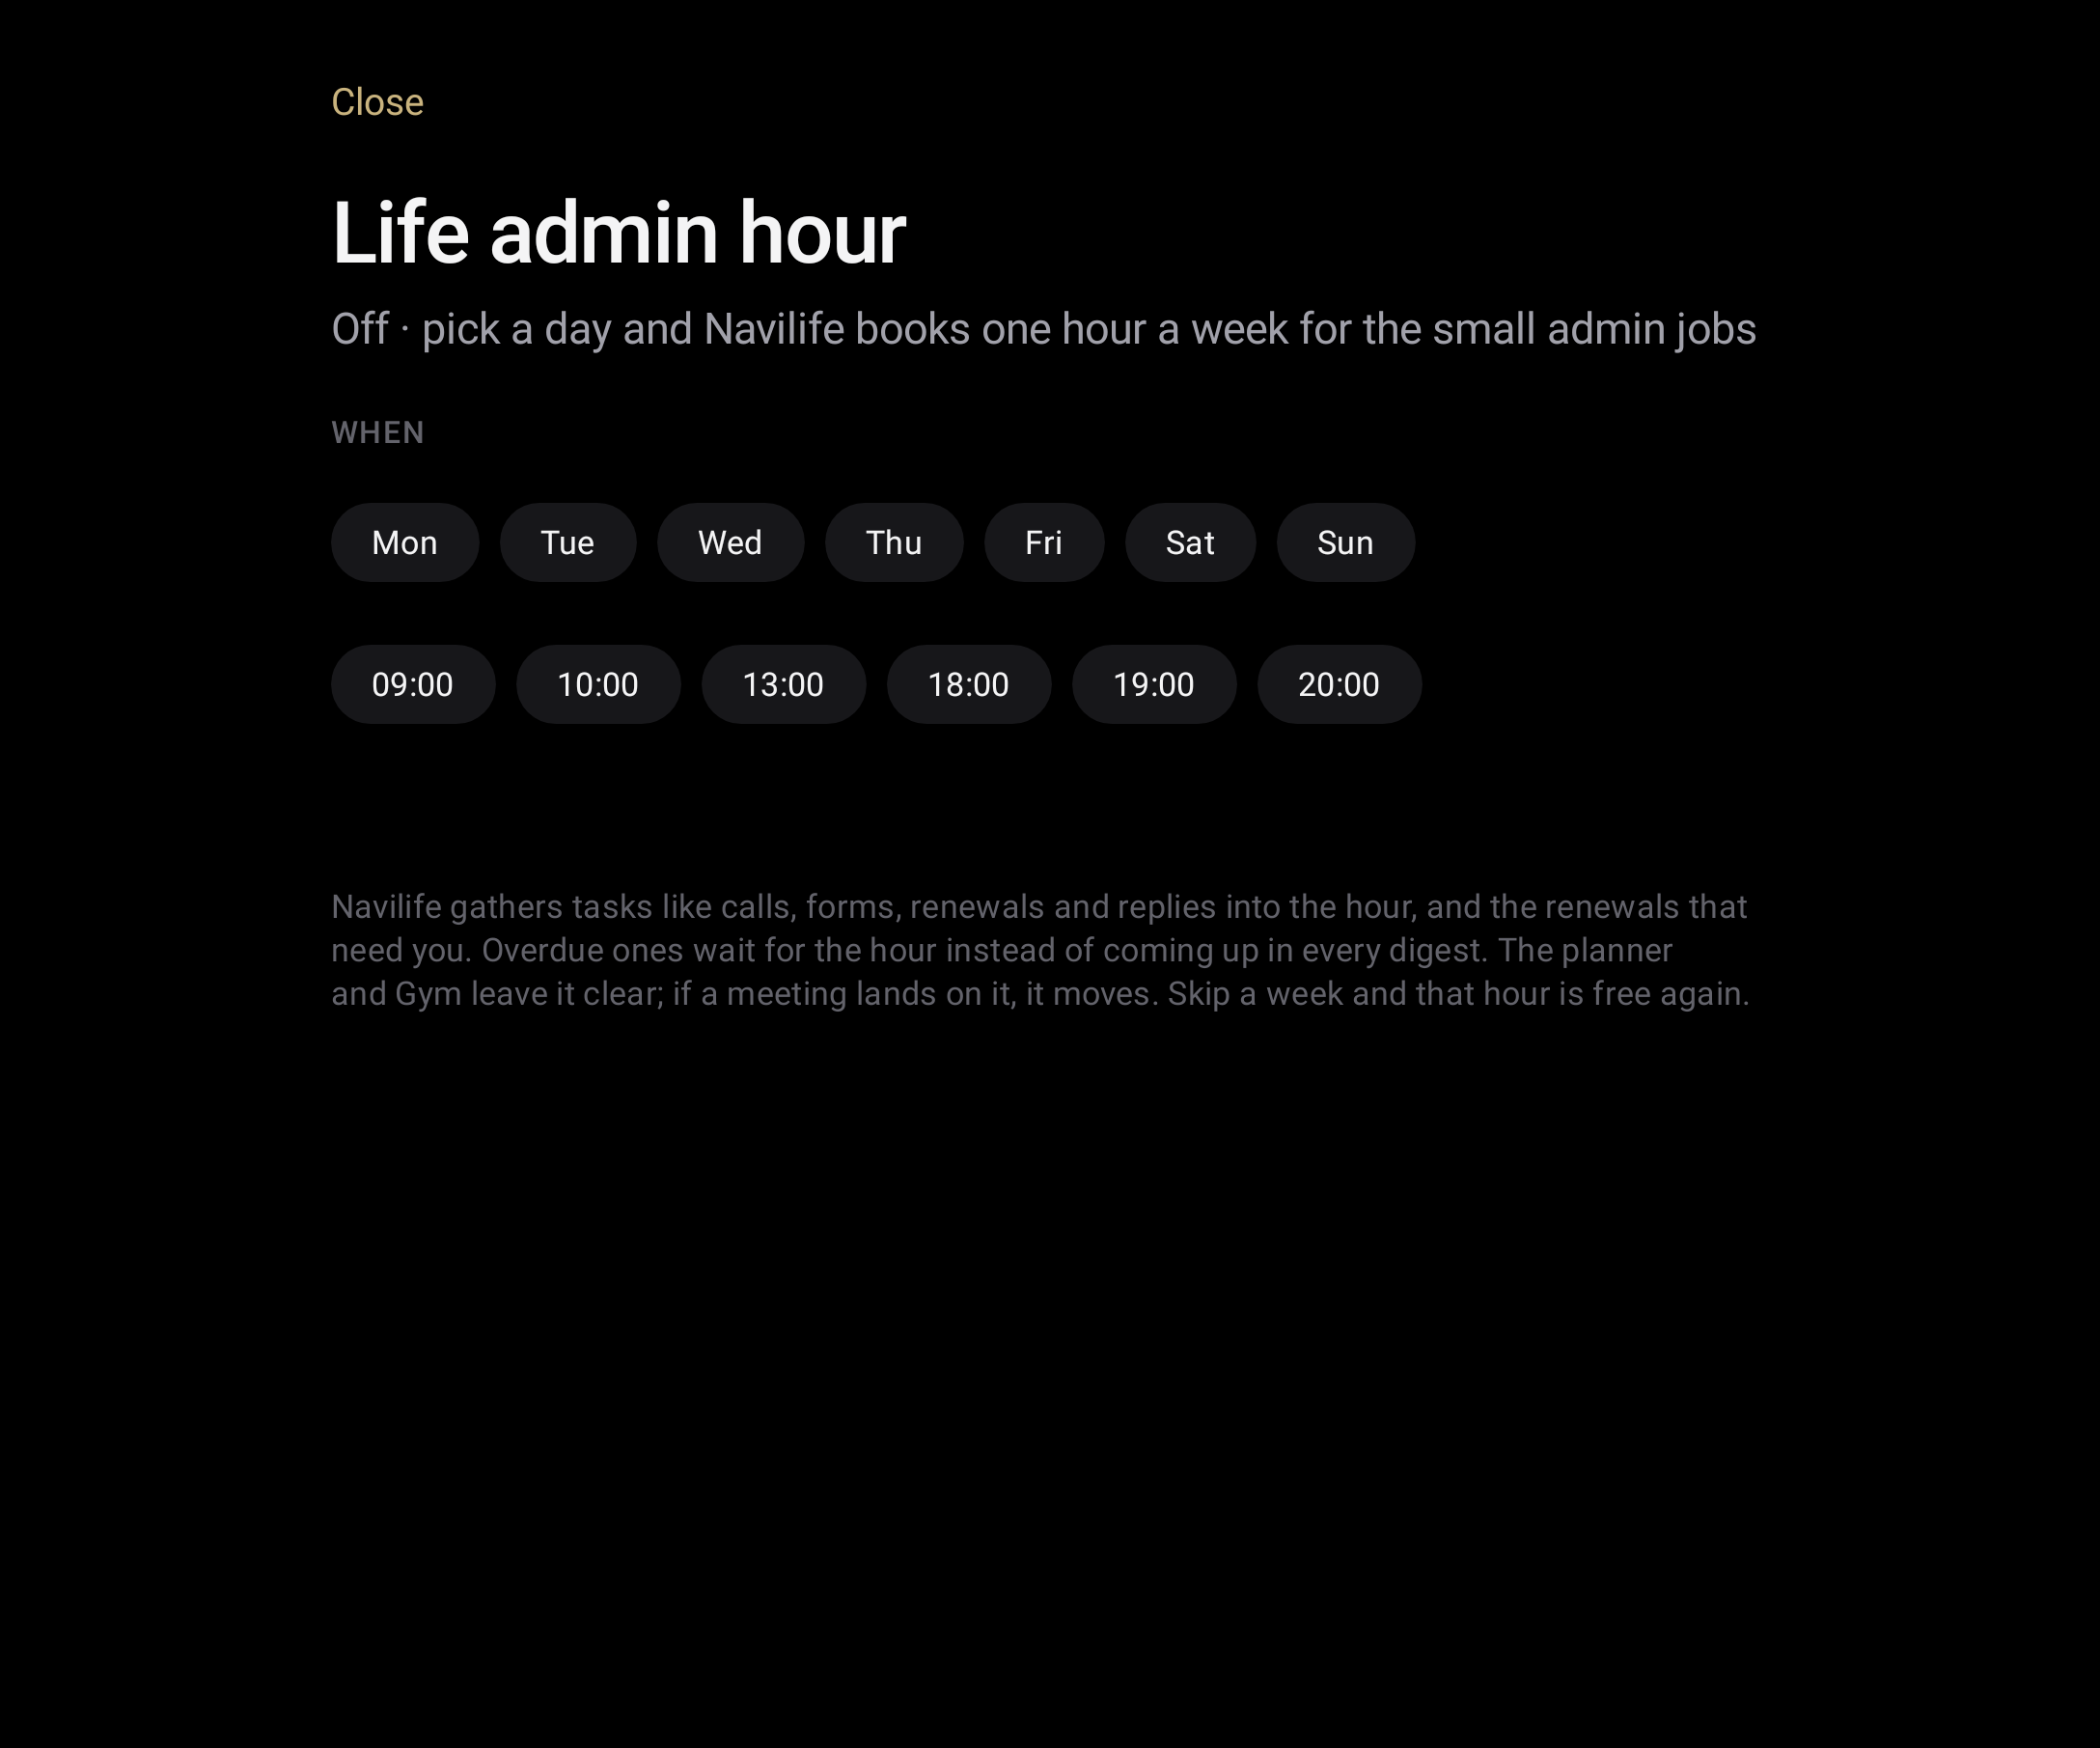 Close
Life admin hour
Off · pick a day and Navilife books one hour a week for the small admin jobs
WHEN
Mon Tue Wed Thu Fri Sat Sun
09:00 10:00 13:00 18:00 19:00 20:00
Navilife gathers tasks like calls, forms, renewals and replies into the hour, and the renewals that
need you. Overdue ones wait for the hour instead of coming up in every digest. The planner
and Gym leave it clear; if a meeting lands on it, it moves. Skip a week and that hour is free again.